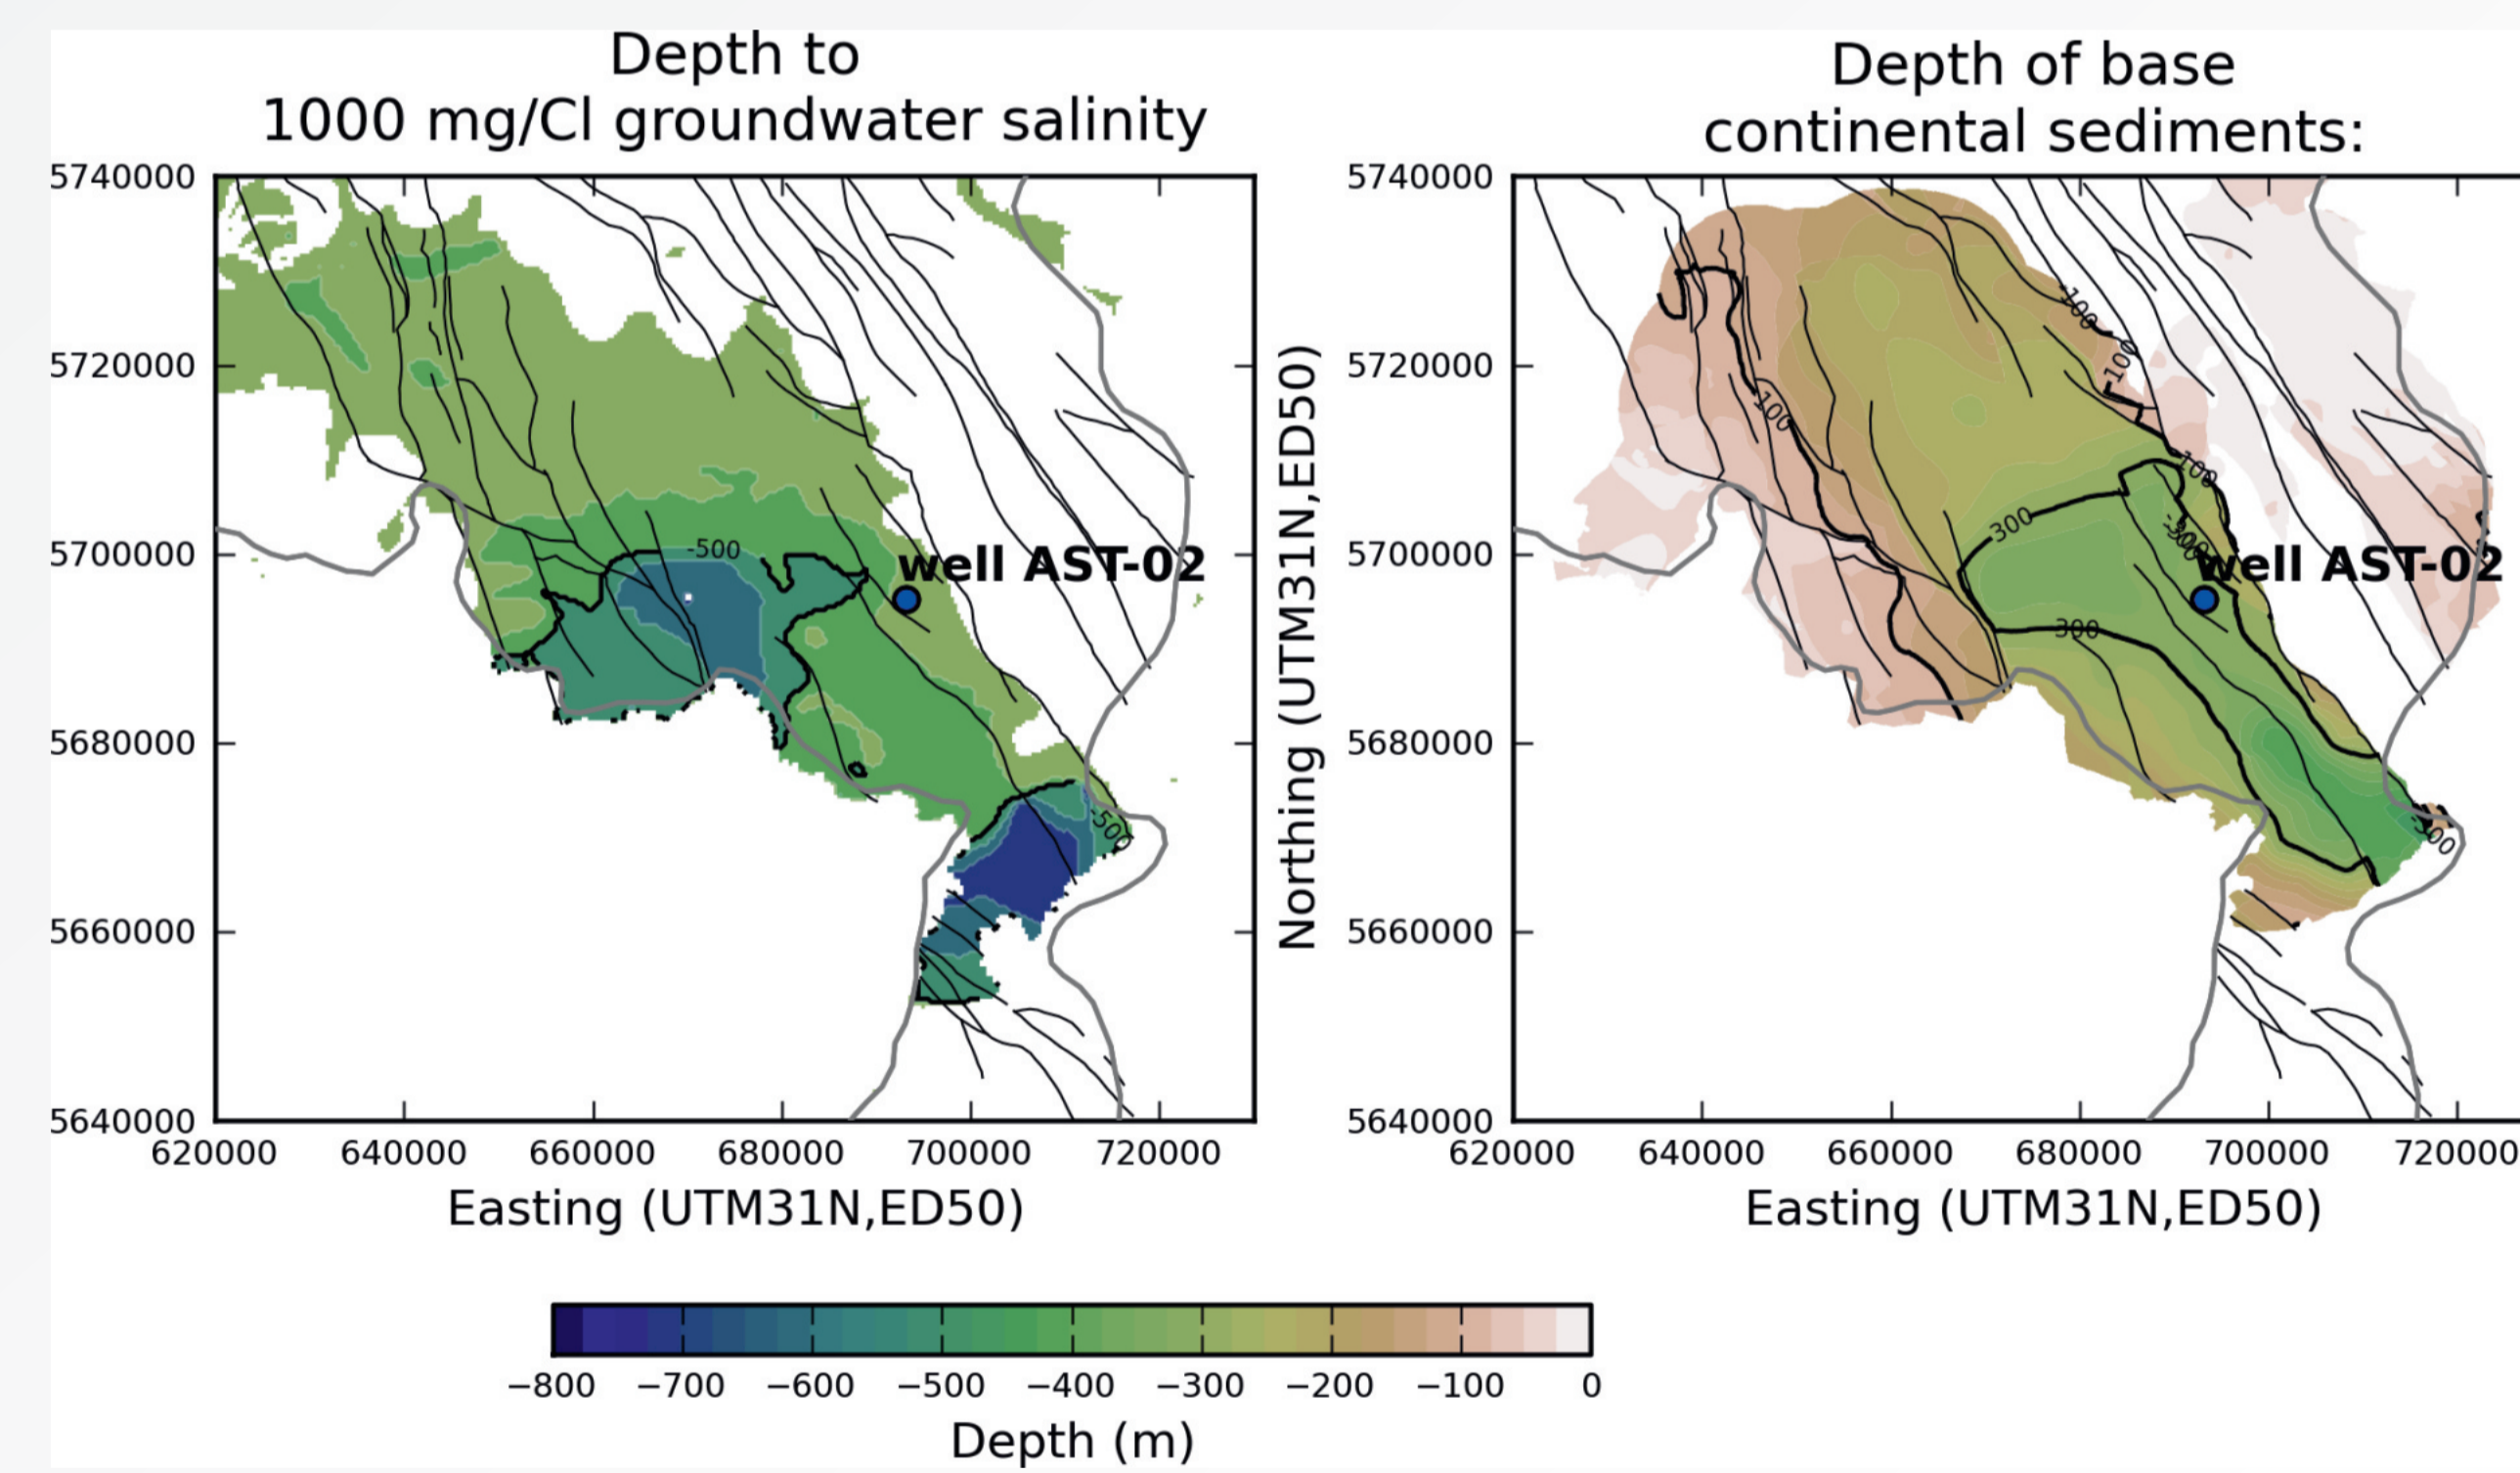 Depth to
1000 mg/Cl groundwater salinity
5740000
5720000
5700000
5680000
5660000
5640000
620000 640000 660000 680000 700000 720000
Easting (UTM31N,ED50)
-500
well AST-02
-500
Depth of base
continental sediments:
Northing (UTM31N,ED50)
5740000
5720000
5700000
5680000
5660000
5640000
620000 640000 660000 680000 700000 720000
Easting (UTM31N,ED50)
-100
-100
-100
-100
-300
well AST-02
-300
-300
−800 −700 −600 −500 −400 −300 −200 −100 0
Depth (m)